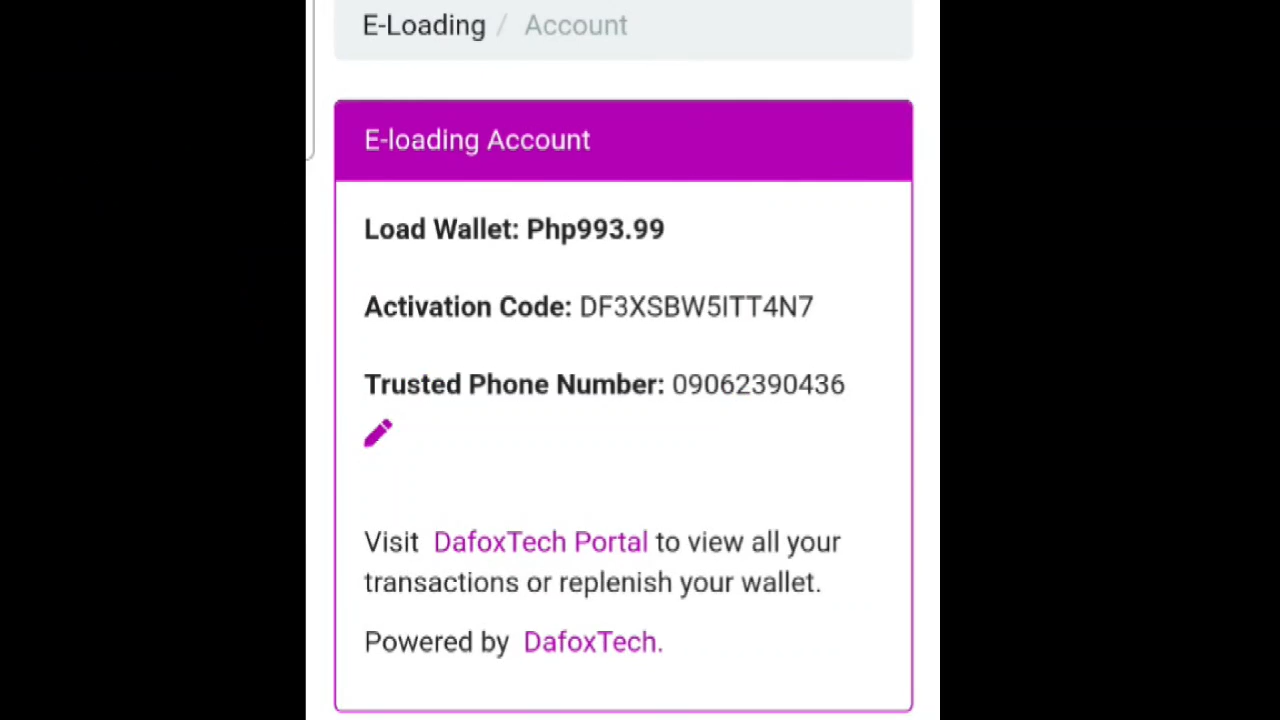 E-Loading / Account
E-loading Account
Load Wallet: Php993.99
Activation Code: DF3XSBW5ITT4N7
Trusted Phone Number: 09062390436
Visit DafoxTech Portal to view all your
transactions or replenish your wallet.
Powered by DafoxTech.